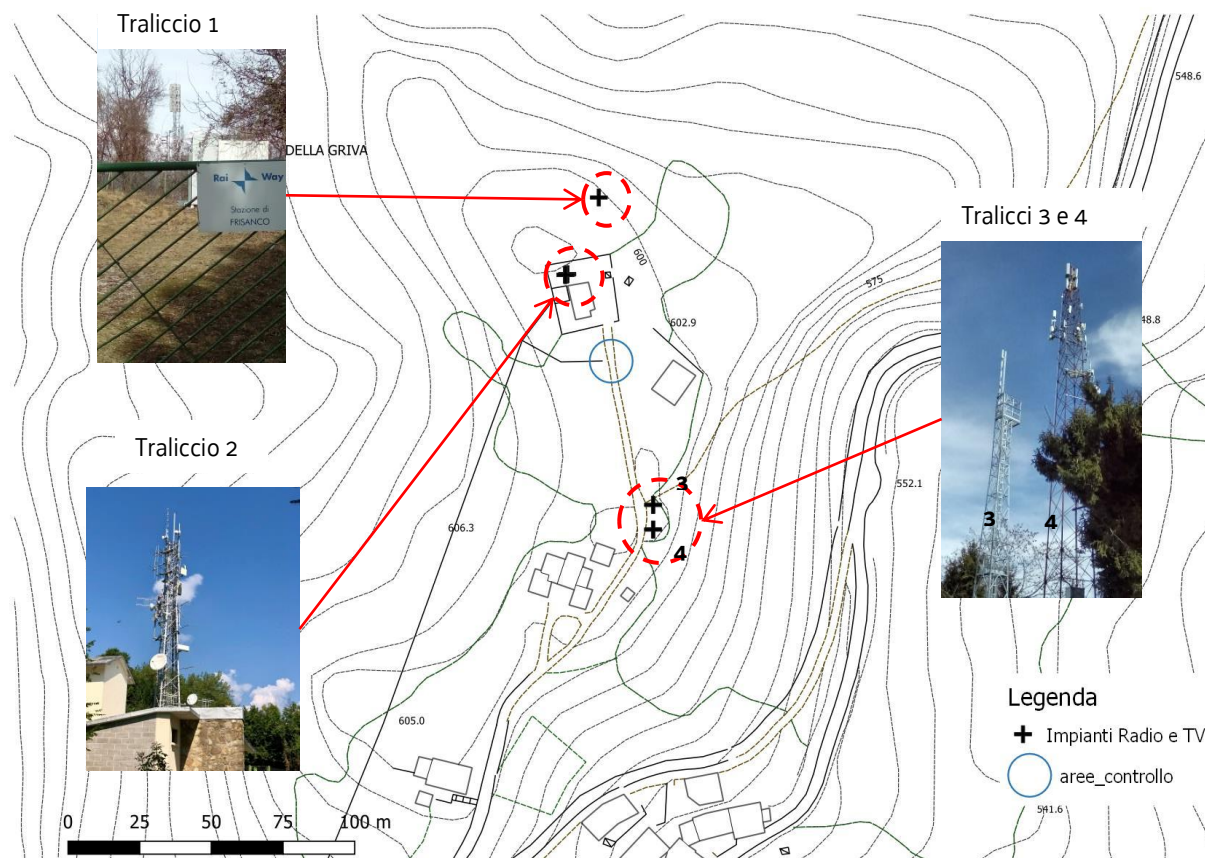 Traliccio 1
Rai Way
Stazione di
FRISANCO
DELLA GRIVA
548.6
Tralicci 3 e 4
600
575
602.9
548.8
3
4
3
4
552.1
606.3
Traliccio 2
605.0
Legenda
Impianti Radio e TV
aree_controllo
541.6
0 25 50 75 100 m